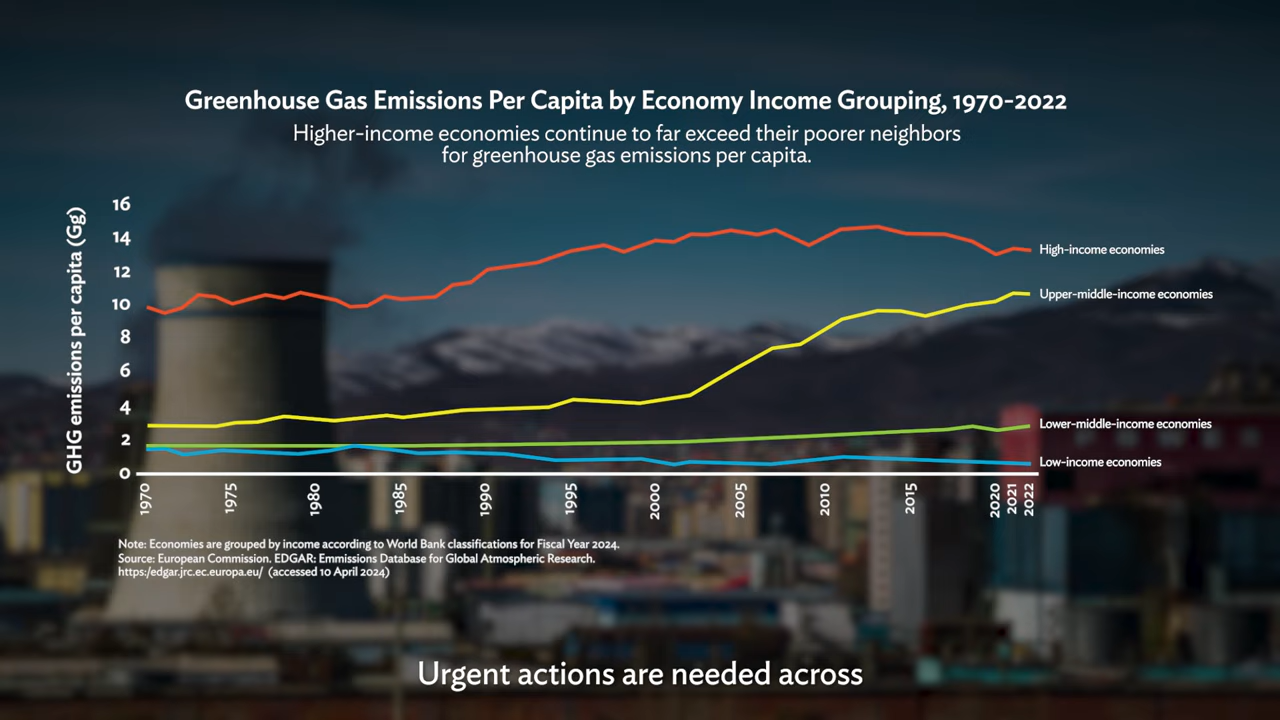 Greenhouse Gas Emissions Per Capita by Economy Income Grouping, 1970-2022
Higher-income economies continue to far exceed their poorer neighbors
for greenhouse gas emissions per capita.
GHG emissions per capita (Gg)
16
14
12
10
8
6
4
2
0
High-income economies
Upper-middle-income economies
Lower-middle-income economies
Low-income economies
1970
1975
1980
1985
1990
1995
2000
2005
2010
2015
2020
2021
2022
Note: Economies are grouped by income according to World Bank classifications for Fiscal Year 2024.
Source: European Commission. EDGAR: Emmissions Database for Global Atmospheric Research.
https:/edgar.jrc.ec.europa.eu/ (accessed 10 April 2024)
Urgent actions are needed across